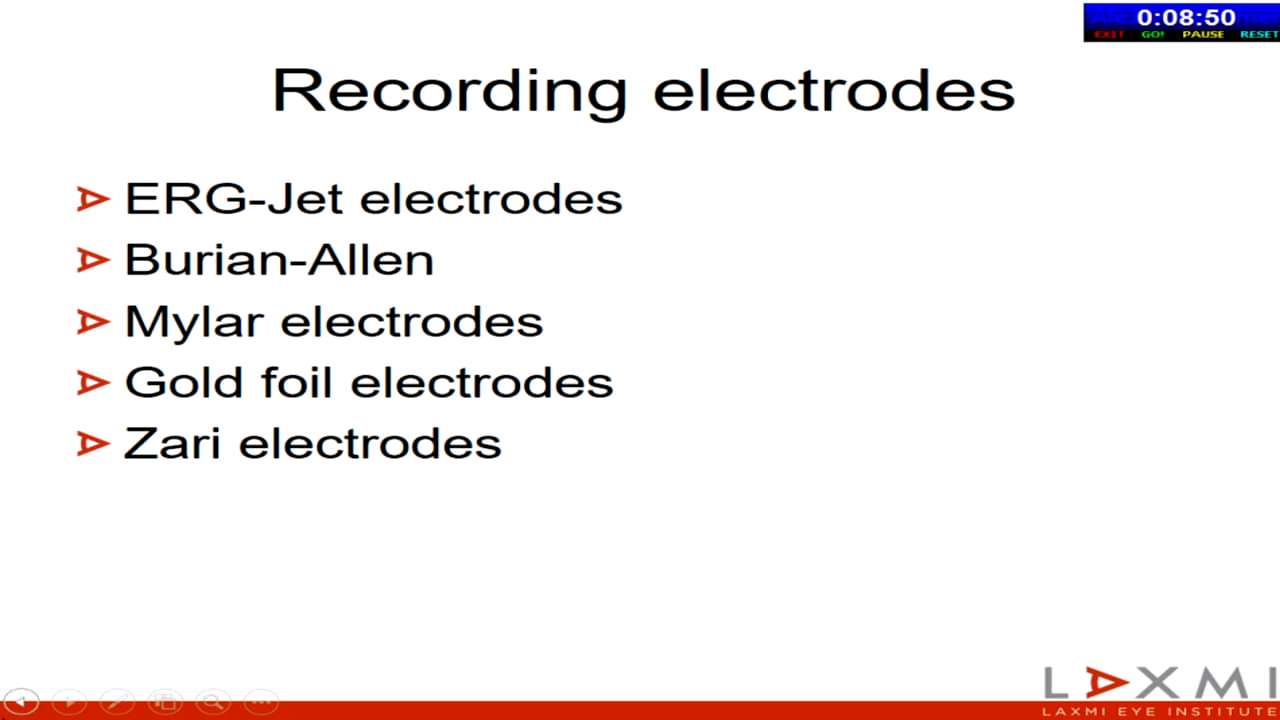 0:08:50
EXIT GO! PAUSE RESET
Recording electrodes
ERG-Jet electrodes
Burian-Allen
Mylar electrodes
Gold foil electrodes
Zari electrodes
LAXMI
LAXMI EYE INSTITUTE